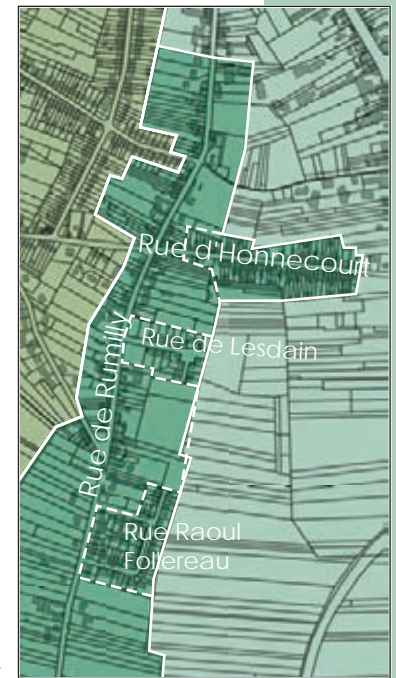 Rue d'Honnecourt
Rue de Lesdain
Rue de Rumilly
Rue Raoul
Follereau